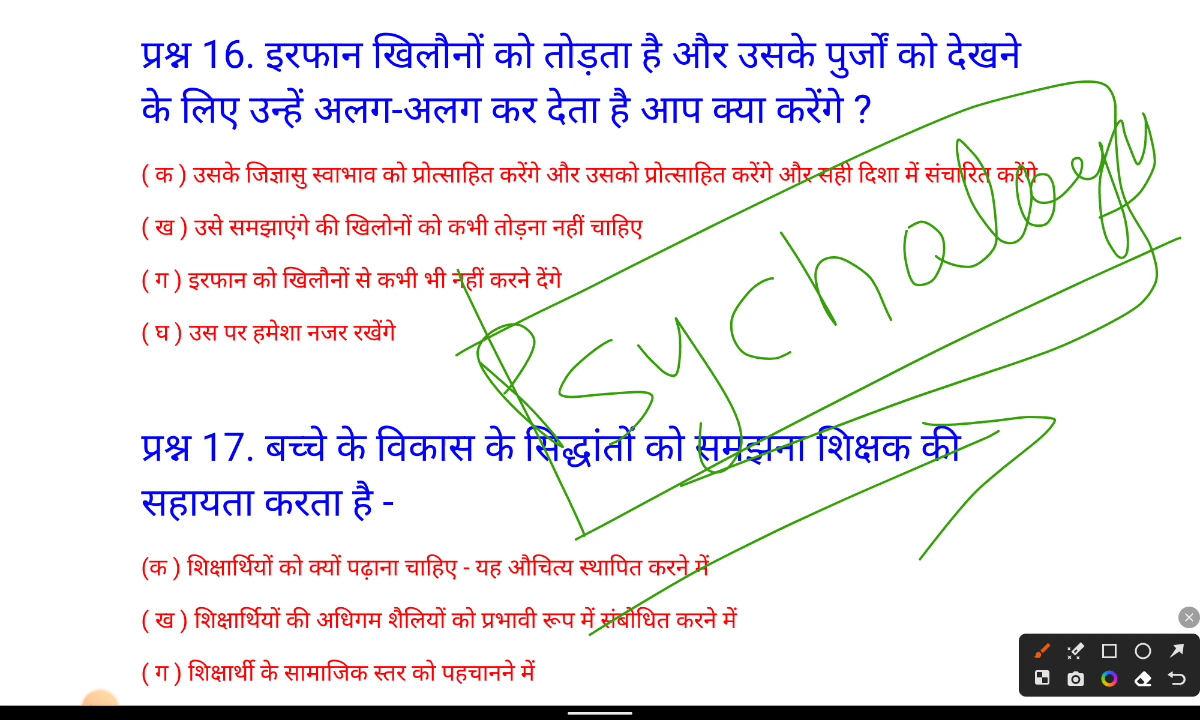 प्रश्न 16. इरफान खिलौनों को तोड़ता है और उसके पुर्जों को देखने
के लिए उन्हें अलग-अलग कर देता है आप क्या करेंगे ?
( क ) उसके जिज्ञासु स्वाभाव को प्रोत्साहित करेंगे और उसको प्रोत्साहित करेंगे और सही दिशा में संचारित करेंगे
( ख ) उसे समझाएंगे की खिलोनों को कभी तोड़ना नहीं चाहिए
( ग ) इरफान को खिलौनों से कभी भी नहीं करने देंगे
( घ ) उस पर हमेशा नजर रखेंगे
Psychology
प्रश्न 17. बच्चे के विकास के सिद्धांतों को समझना शिक्षक की
सहायता करता है -
(क ) शिक्षार्थियों को क्यों पढ़ाना चाहिए - यह औचित्य स्थापित करने में
( ख ) शिक्षार्थियों की अधिगम शैलियों को प्रभावी रूप में संबोधित करने में
( ग ) शिक्षार्थी के सामाजिक स्तर को पहचानने में